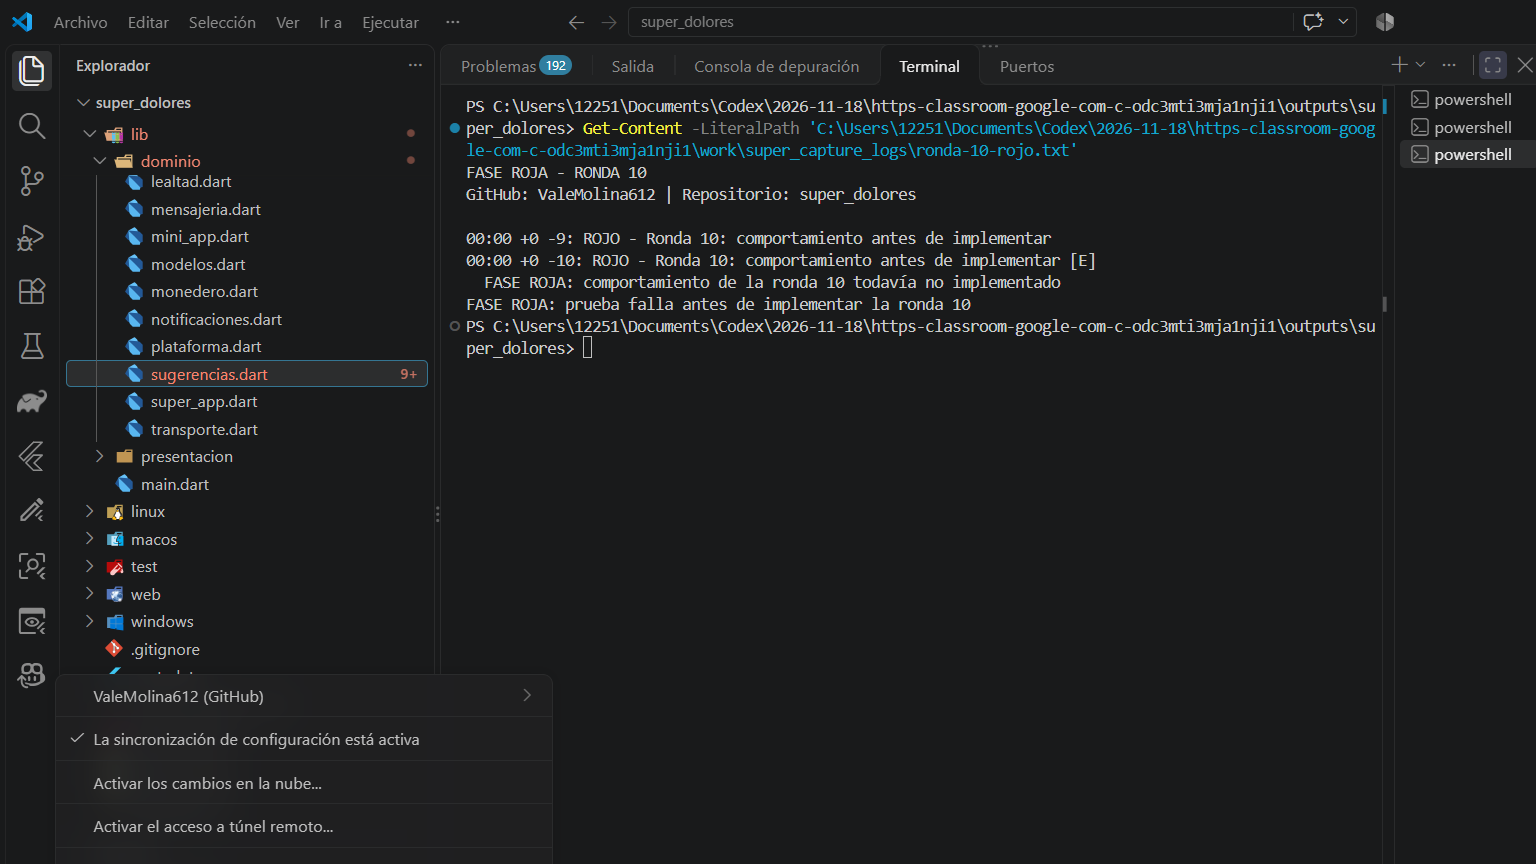 Archivo Editar Selección Ver Ir a Ejecutar ···
super_dolores
Explorador
super_dolores
lib
dominio
lealtad.dart
mensajeria.dart
mini_app.dart
modelos.dart
monedero.dart
notificaciones.dart
plataforma.dart
sugerencias.dart 9+
super_app.dart
transporte.dart
presentacion
main.dart
linux
macos
test
web
windows
.gitignore
ValeMolina612 (GitHub)
La sincronización de configuración está activa
Activar los cambios en la nube...
Activar el acceso a túnel remoto...
Problemas 192 Salida Consola de depuración Terminal Puertos
PS C:\Users\12251\Documents\Codex\2026-11-18\https-classroom-google-com-c-odc3mti3mja1nji1\outputs\su
per_dolores> Get-Content -LiteralPath 'C:\Users\12251\Documents\Codex\2026-11-18\https-classroom-goog
le-com-c-odc3mti3mja1nji1\work\super_capture_logs\ronda-10-rojo.txt'
FASE ROJA - RONDA 10
GitHub: ValeMolina612 | Repositorio: super_dolores
00:00 +0 -9: ROJO - Ronda 10: comportamiento antes de implementar
00:00 +0 -10: ROJO - Ronda 10: comportamiento antes de implementar [E]
FASE ROJA: comportamiento de la ronda 10 todavía no implementado
FASE ROJA: prueba falla antes de implementar la ronda 10
PS C:\Users\12251\Documents\Codex\2026-11-18\https-classroom-google-com-c-odc3mti3mja1nji1\outputs\su
per_dolores>
powershell
powershell
powershell